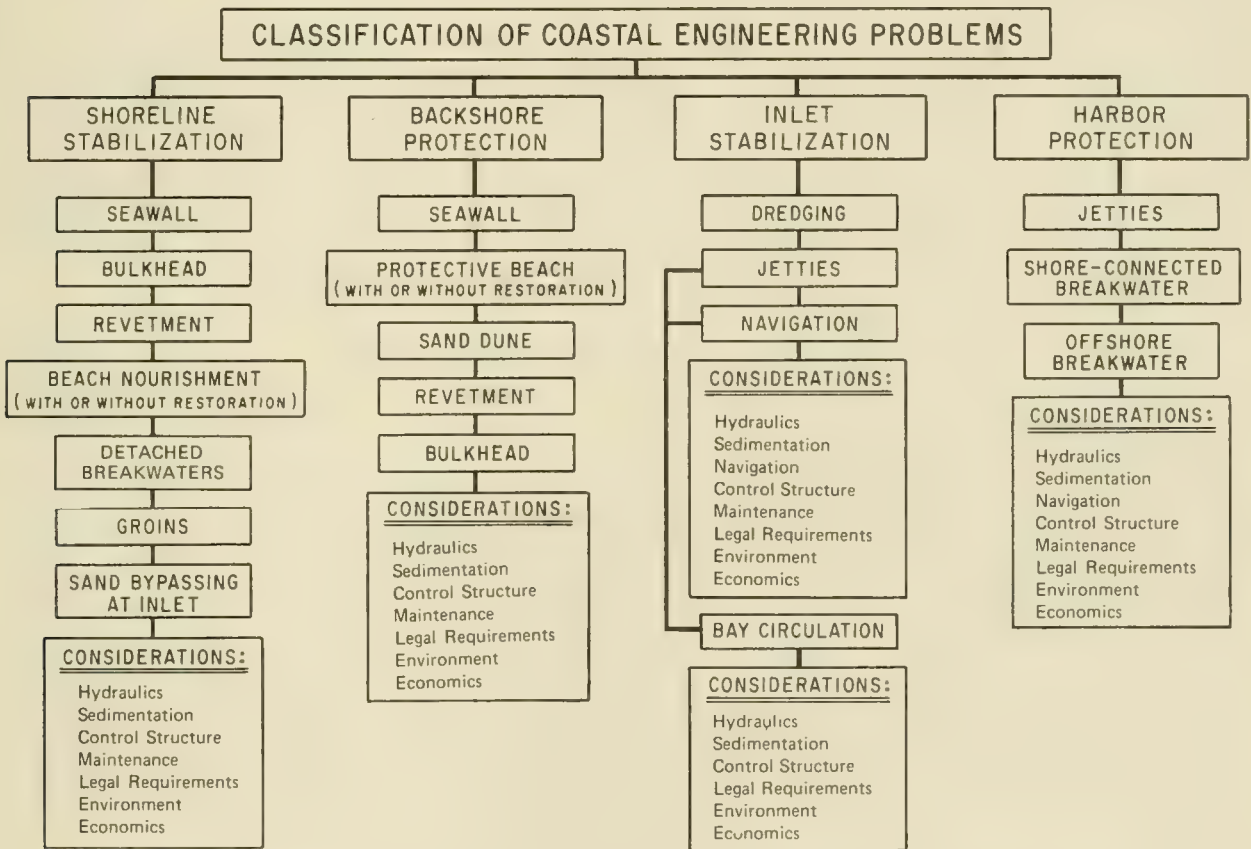 CLASSIFICATION OF COASTAL ENGINEERING PROBLEMS
SHORELINE
STABILIZATION
SEAWALL
BULKHEAD
REVETMENT
BEACH NOURISHMENT
(WITH OR WITHOUT RESTORATION)
DETACHED
BREAKWATERS
GROINS
SAND BYPASSING
AT INLET
CONSIDERATIONS:
Hydraulics
Sedimentation
Control Structure
Maintenance
Legal Requirements
Environment
Economics
BACKSHORE
PROTECTION
SEAWALL
PROTECTIVE BEACH
(WITH OR WITHOUT RESTORATION)
SAND DUNE
REVETMENT
BULKHEAD
CONSIDERATIONS:
Hydraulics
Sedimentation
Control Structure
Maintenance
Legal Requirements
Environment
Economics
INLET
STABILIZATION
DREDGING
JETTIES
NAVIGATION
CONSIDERATIONS:
Hydraulics
Sedimentation
Navigation
Control Structure
Maintenance
Legal Requirements
Environment
Economics
BAY CIRCULATION
CONSIDERATIONS:
Hydraulics
Sedimentation
Control Structure
Legal Requirements
Environment
Economics
HARBOR
PROTECTION
JETTIES
SHORE-CONNECTED
BREAKWATER
OFFSHORE
BREAKWATER
CONSIDERATIONS:
Hydraulics
Sedimentation
Navigation
Control Structure
Maintenance
Legal Requirements
Environment
Economics